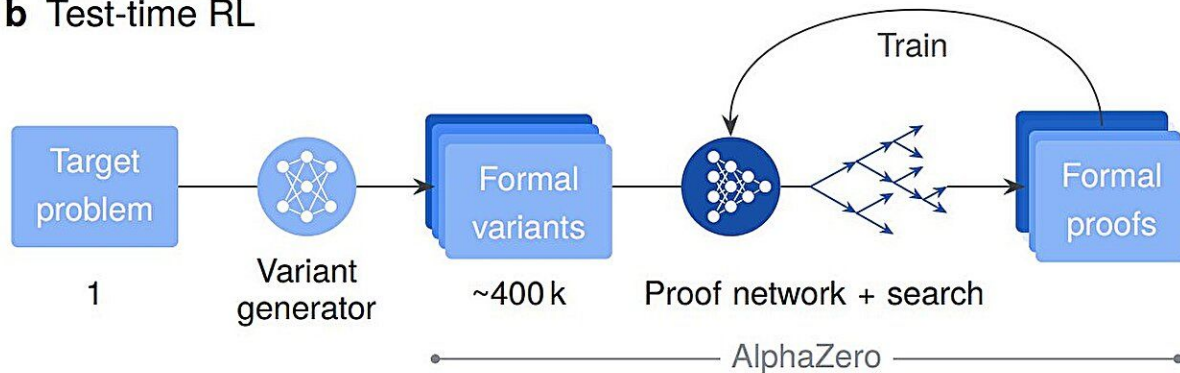 b Test-time RL
Train
Target
problem
Formal
variants
Formal
proofs
Variant
generator
1
~400 k
Proof network + search
AlphaZero